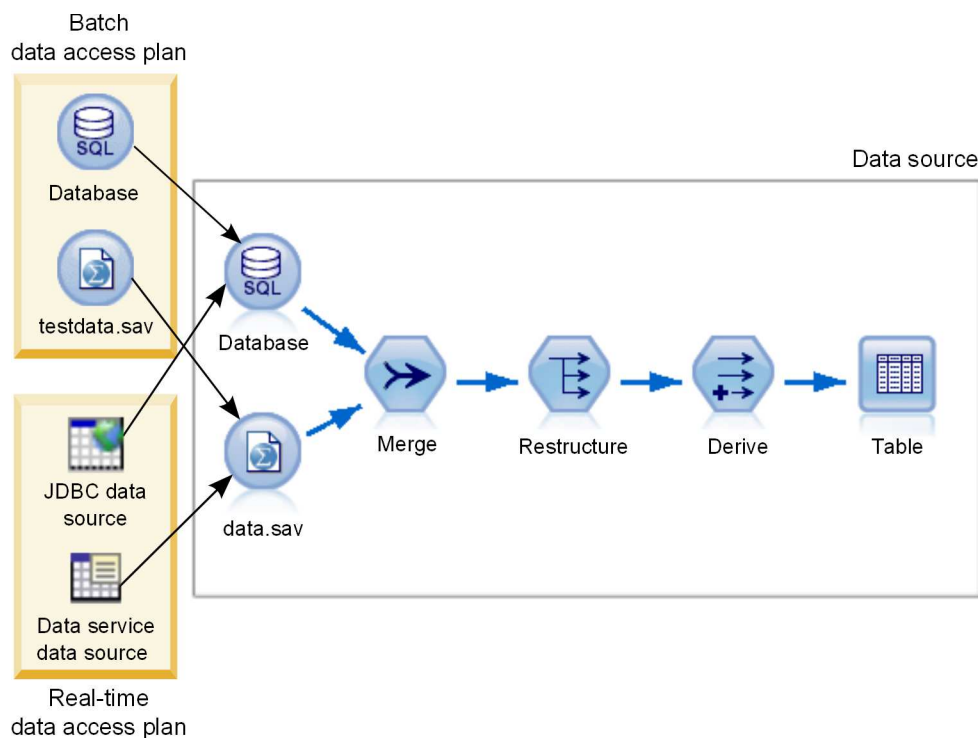 Batch
data access plan
SQL
Database
testdata.sav
JDBC data
source
Data service
data source
Real-time
data access plan
Data source
SQL
Database
data.sav
Merge
Restructure
Derive
Table